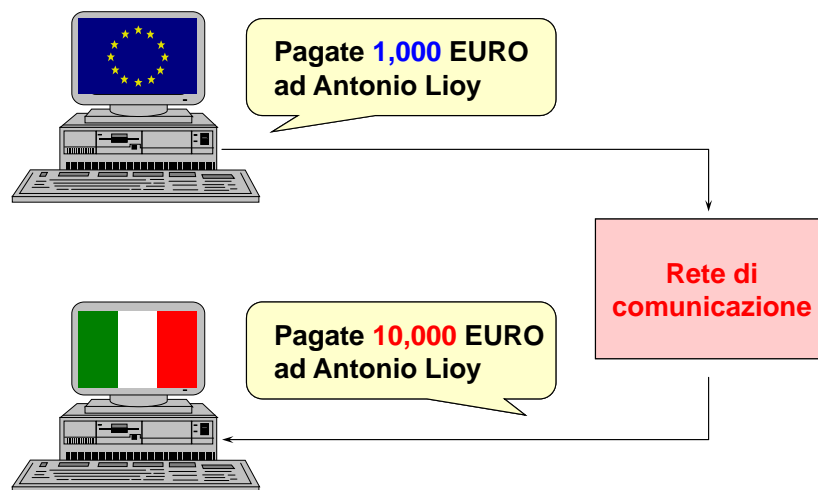 Pagate 1,000 EURO
ad Antonio Lioy
Rete di
comunicazione
Pagate 10,000 EURO
ad Antonio Lioy